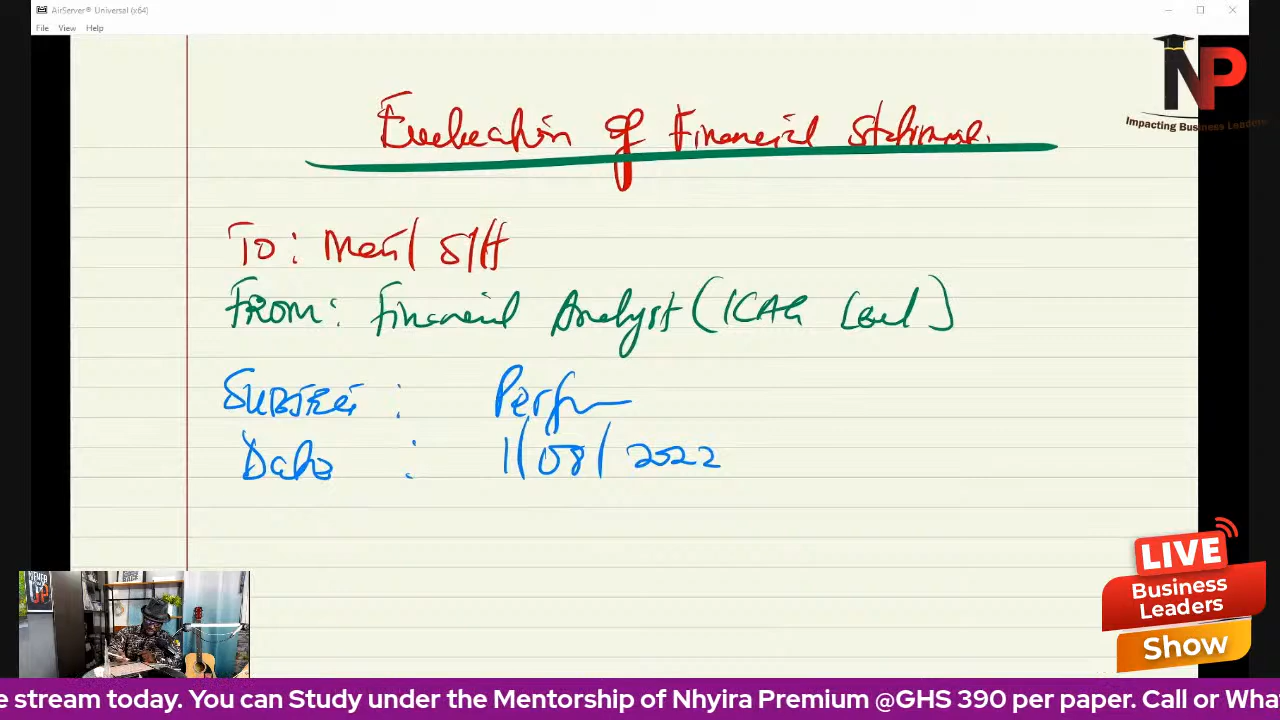 AirServer® Universal (x64)
File View Help
NP
Impacting Business Leaders
Evaluation of Financial Statement.
To: Mgt/ S/H
FROM: Financial Analyst (ICAG Level)
SUBJECT : Perf
Date : 1/08/2022
LIVE
Business
Leaders
Show
e stream today. You can Study under the Mentorship of Nhyira Premium @GHS 390 per paper. Call or Wha